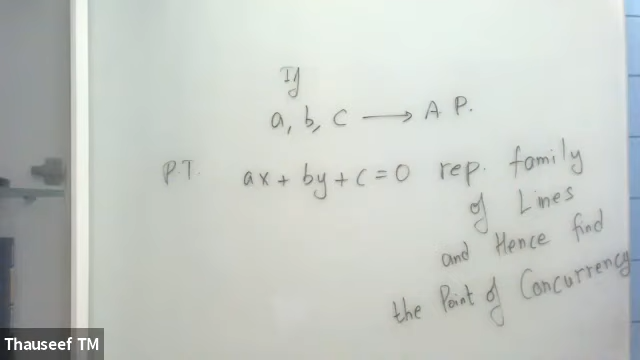 If
a, b, c → A P.
P.T. ax + by + c = 0 rep. family
of Lines
and Hence find
the Point of Concurrency
Thauseef TM